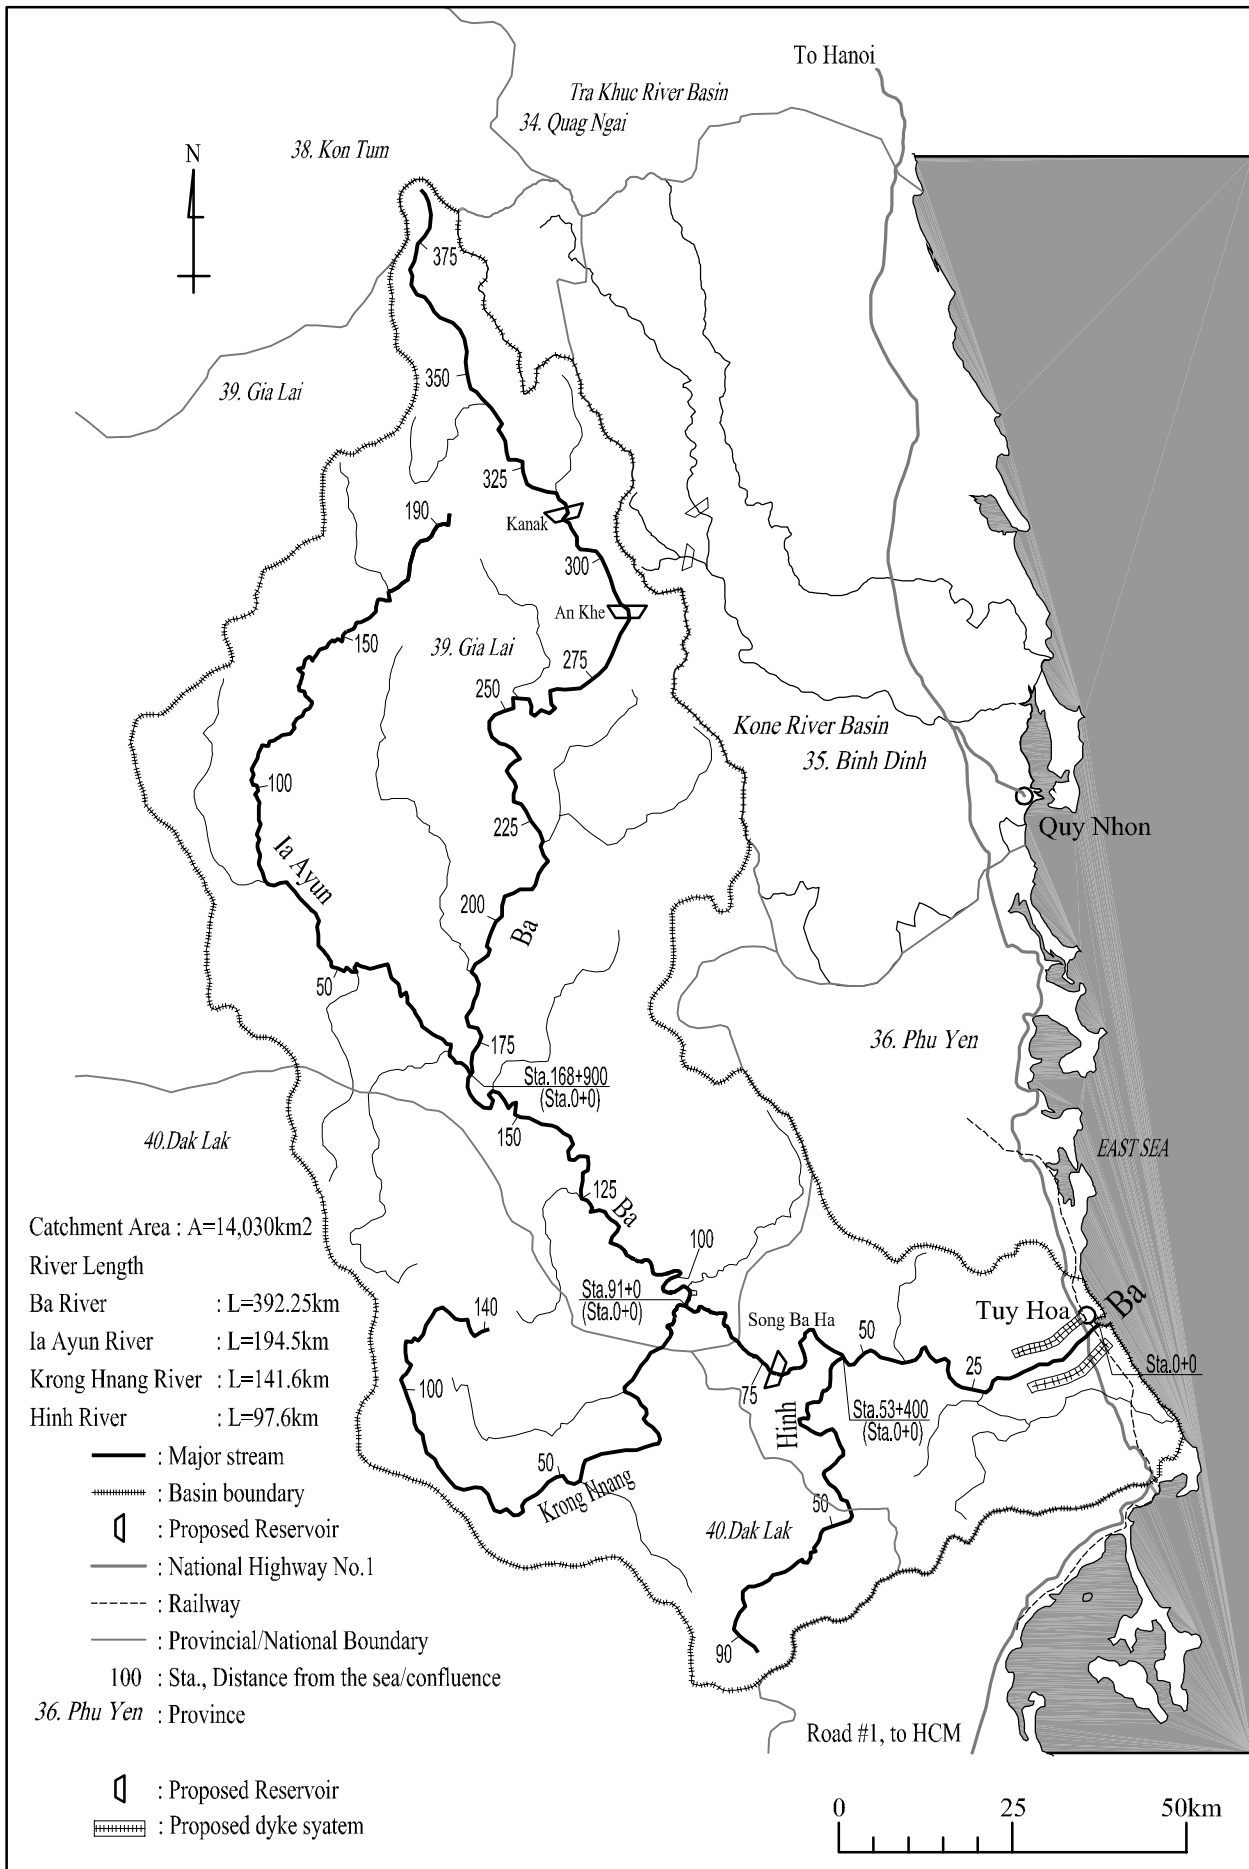 To Hanoi
Tra Khuc River Basin
34. Quag Ngai
38. Kon Tum
N
375
39. Gia Lai
350
325
190
Kanak
300
An Khe
150
39. Gia Lai
275
250
Kone River Basin
35. Binh Dinh
100
225
Quy Nhon
Ia Ayun
200
Ba
50
175
36. Phu Yen
Sta.168+900
(Sta.0+0)
150
40.Dak Lak
EAST SEA
125
Ba
Catchment Area : A=14,030km2
100
River Length
Sta.91+0
(Sta.0+0)
Ba River : L=392.25km
140
Song Ba Ha
Tuy Hoa
Ba
Ia Ayun River : L=194.5km
50
Sta.0+0
Krong Hnang River : L=141.6km
100
75
25
Hinh River : L=97.6km
Hinh
Sta.53+400
(Sta.0+0)
: Major stream
50
Krong Hnang
: Basin boundary
50
: Proposed Reservoir
40.Dak Lak
: National Highway No.1
: Railway
: Provincial/National Boundary
90
100 : Sta., Distance from the sea/confluence
36. Phu Yen : Province
Road #1, to HCM
: Proposed Reservoir
: Proposed dyke syatem
0 25 50km